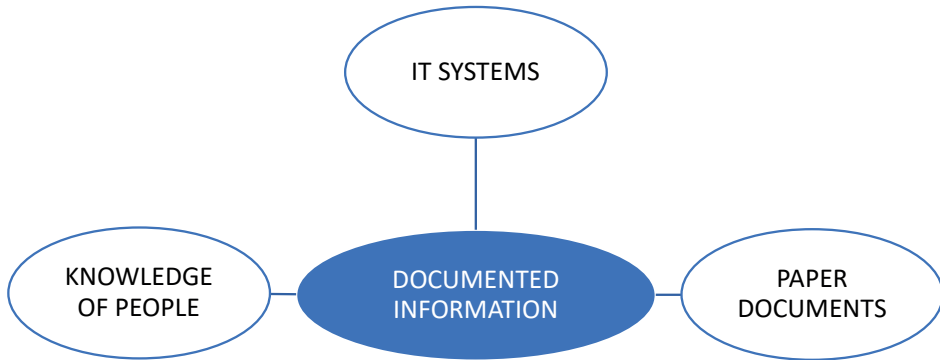 IT SYSTEMS
KNOWLEDGE
OF PEOPLE
DOCUMENTED
INFORMATION
PAPER
DOCUMENTS